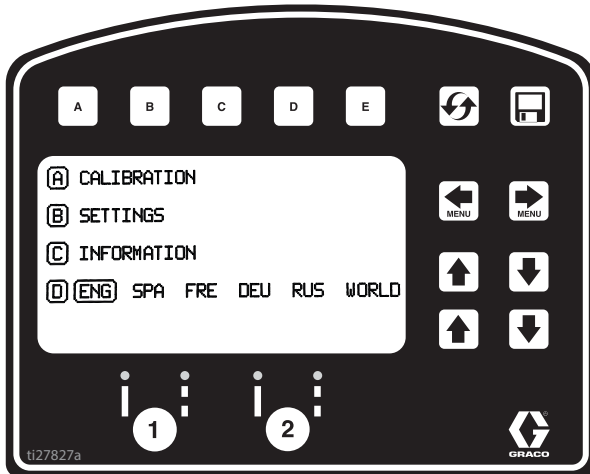 A B C D E
A CALIBRATION
B SETTINGS
C INFORMATION
D ENG SPA FRE DEU RUS WORLD
MENU MENU
1 2
ti27827a
GRACO
®